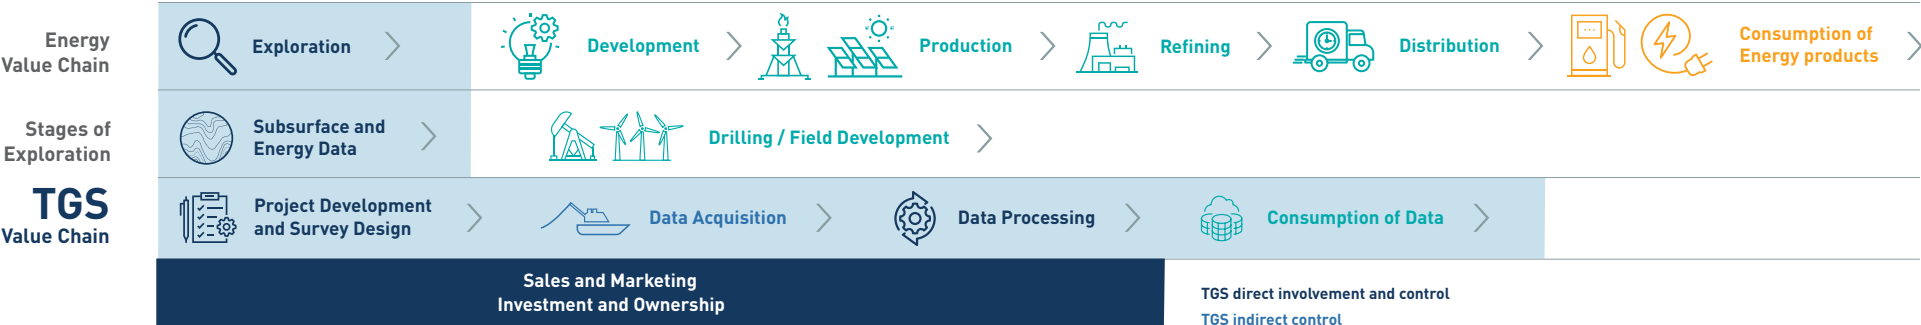 Energy
Value Chain
Exploration
Development
Production
Refining
Distribution
Consumption of
Energy products
Stages of
Exploration
Subsurface and
Energy Data
Drilling / Field Development
TGS
Value Chain
Project Development
and Survey Design
Data Acquisition
Data Processing
Consumption of Data
Sales and Marketing
Investment and Ownership
TGS direct involvement and control
TGS indirect control